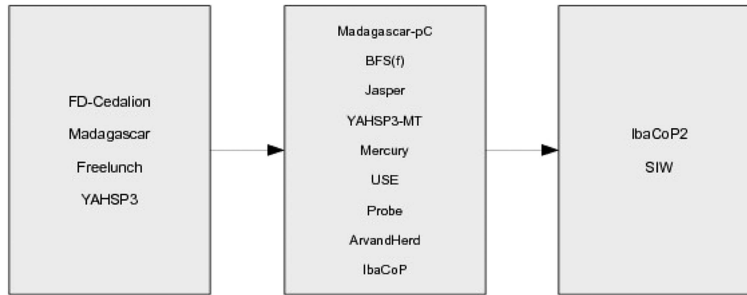 FD-Cedalion
Madagascar
Freelunch
YAHSP3
Madagascar-pC
BFS(f)
Jasper
YAHSP3-MT
Mercury
USE
Probe
ArvandHerd
IbaCoP
IbaCoP2
SIW